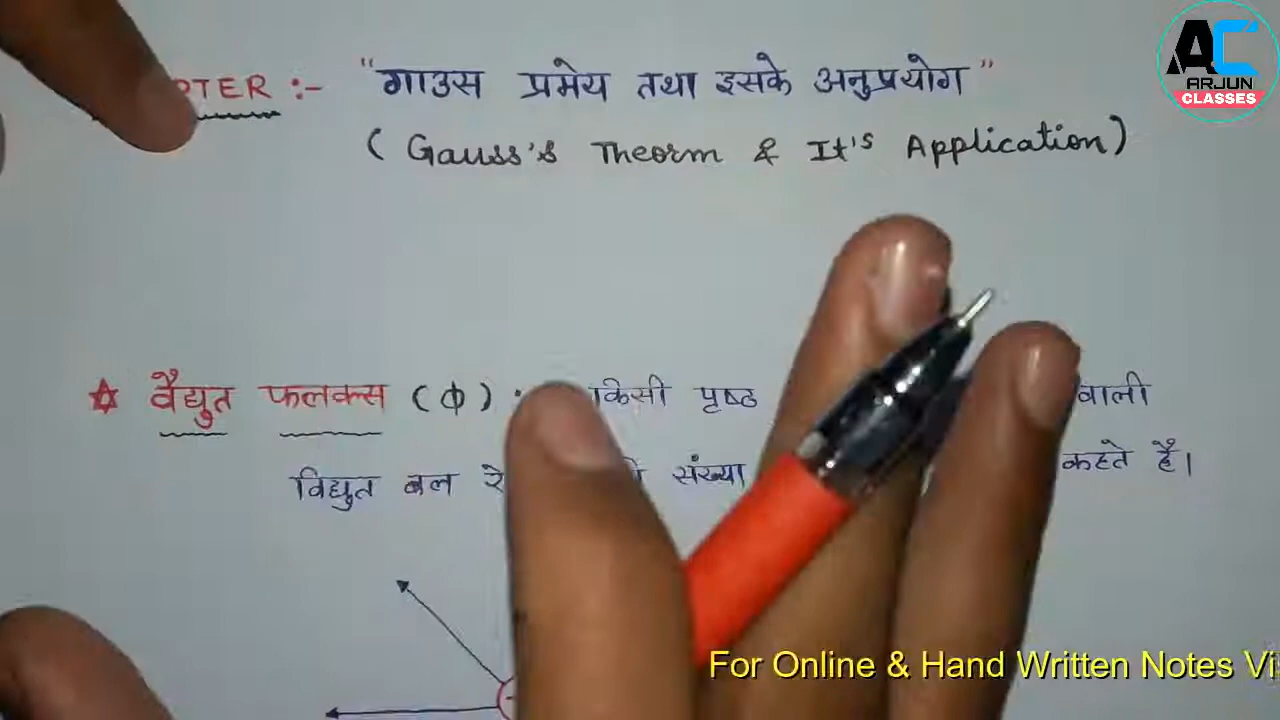 PTER :- "गाउस प्रमेय तथा इसके अनुप्रयोग"
( Gauss's Theorm & It's Application)
वैद्युत फलक्स (ϕ) किसी पृष्ठ वाली
विद्युत बल संख्या कहते है।
AC
ARJUN
CLASSES
For Online & Hand Written Notes Vi